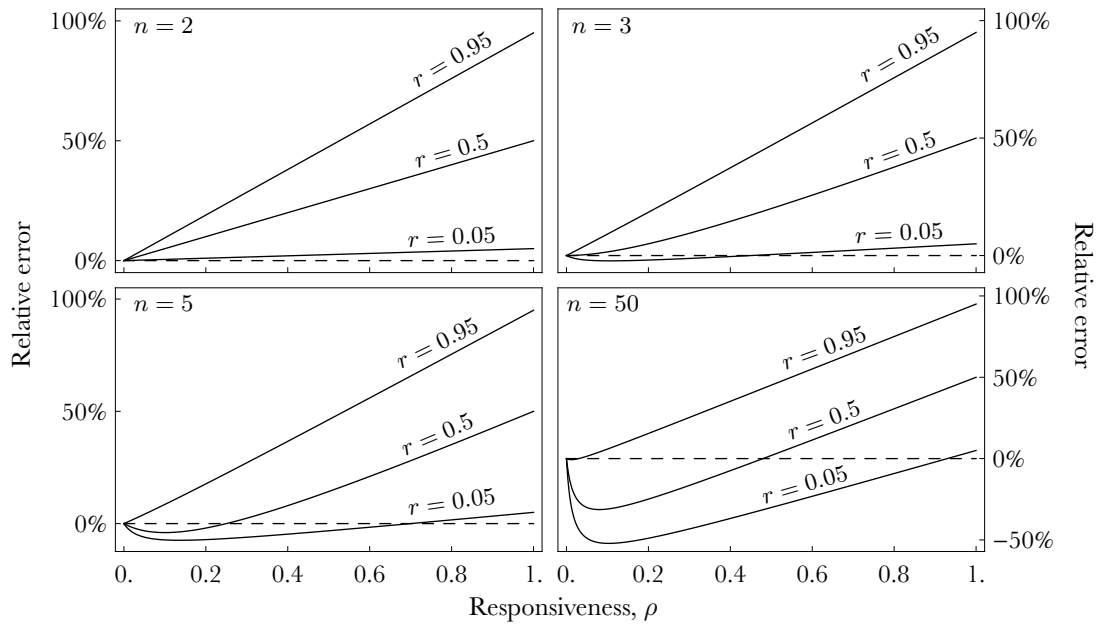 100%
50%
0%
Relative error
n = 2
r = 0.95
r = 0.5
r = 0.05
n = 3
r = 0.95
r = 0.5
r = 0.05
100%
50%
0%
Relative error
100%
50%
0%
n = 5
r = 0.95
r = 0.5
r = 0.05
n = 50
r = 0.95
r = 0.5
r = 0.05
100%
50%
0%
−50%
0. 0.2 0.4 0.6 0.8 1.
0. 0.2 0.4 0.6 0.8 1.
Responsiveness, ρ